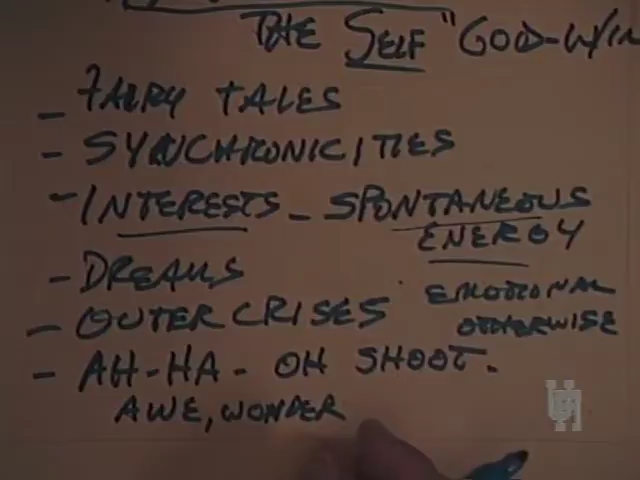 THE SELF "GOD-WITHIN
- FAIRY TALES
- SYNCHRONICITIES
- INTERESTS - SPONTANEOUS
ENERGY
- DREAMS
EMOTIONAL
- OUTER CRISES
OTHERWISE
- AH-HA - OH SHOOT.
AWE, WONDER